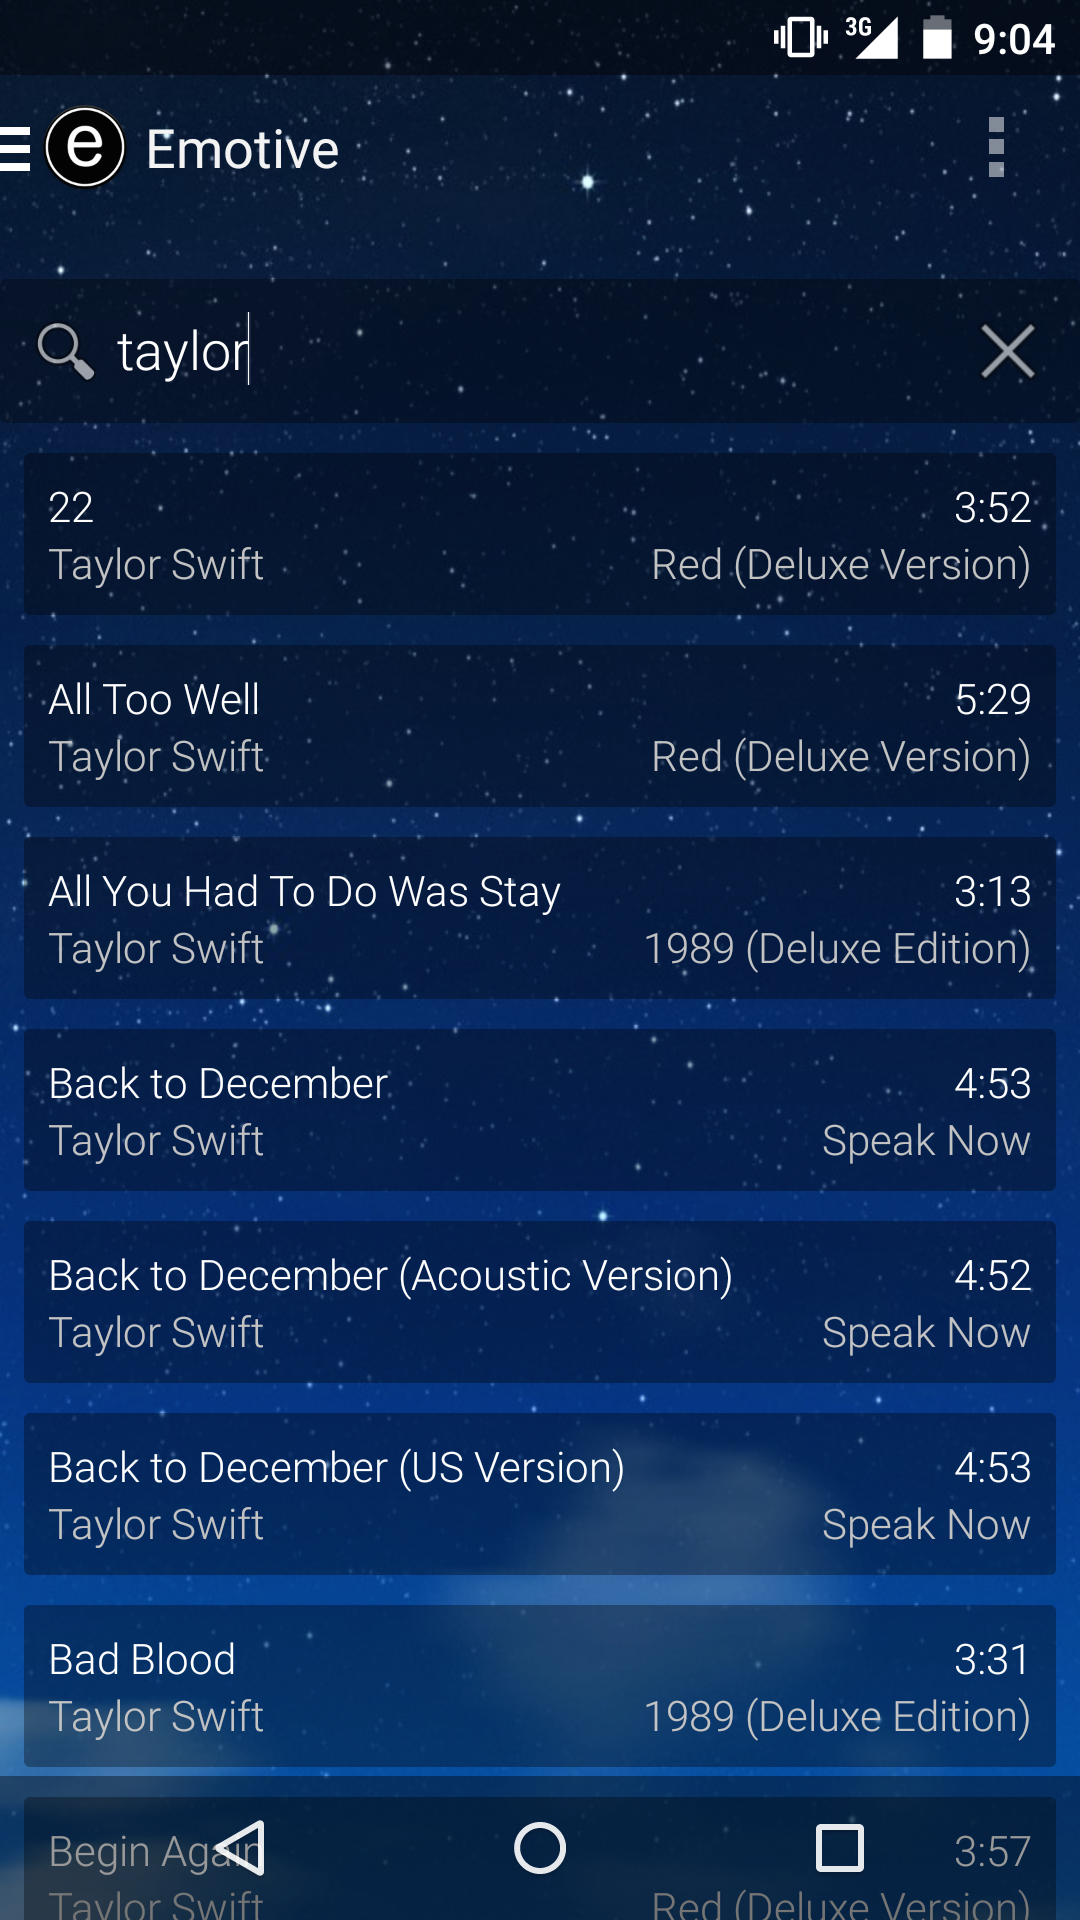 3G 9:04
e Emotive
taylor
22 3:52
Taylor Swift Red (Deluxe Version)
All Too Well 5:29
Taylor Swift Red (Deluxe Version)
All You Had To Do Was Stay 3:13
Taylor Swift 1989 (Deluxe Edition)
Back to December 4:53
Taylor Swift Speak Now
Back to December (Acoustic Version) 4:52
Taylor Swift Speak Now
Back to December (US Version) 4:53
Taylor Swift Speak Now
Bad Blood 3:31
Taylor Swift 1989 (Deluxe Edition)
Begin Again 3:57
Taylor Swift Red (Deluxe Version)